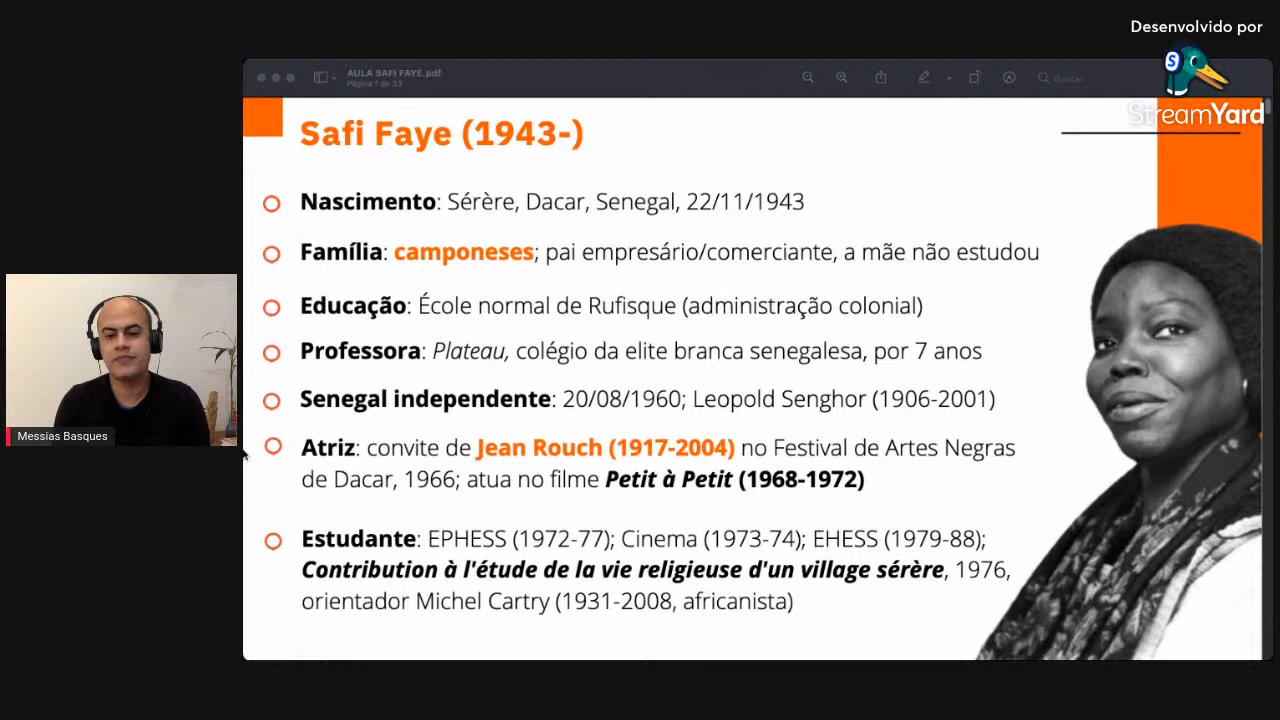 Desenvolvido por
S
StreamYard
AULA SAFI FAYE.pdf
Página 1 de 33
Buscar
Safi Faye (1943-)
Nascimento: Sérère, Dacar, Senegal, 22/11/1943
Família: camponeses; pai empresário/comerciante, a mãe não estudou
Educação: École normal de Rufisque (administração colonial)
Professora: Plateau, colégio da elite branca senegalesa, por 7 anos
Senegal independente: 20/08/1960; Leopold Senghor (1906-2001)
Atriz: convite de Jean Rouch (1917-2004) no Festival de Artes Negras
de Dacar, 1966; atua no filme Petit à Petit (1968-1972)
Estudante: EPHESS (1972-77); Cinema (1973-74); EHESS (1979-88);
Contribution à l'étude de la vie religieuse d'un village sérère, 1976,
orientador Michel Cartry (1931-2008, africanista)
Messias Basques